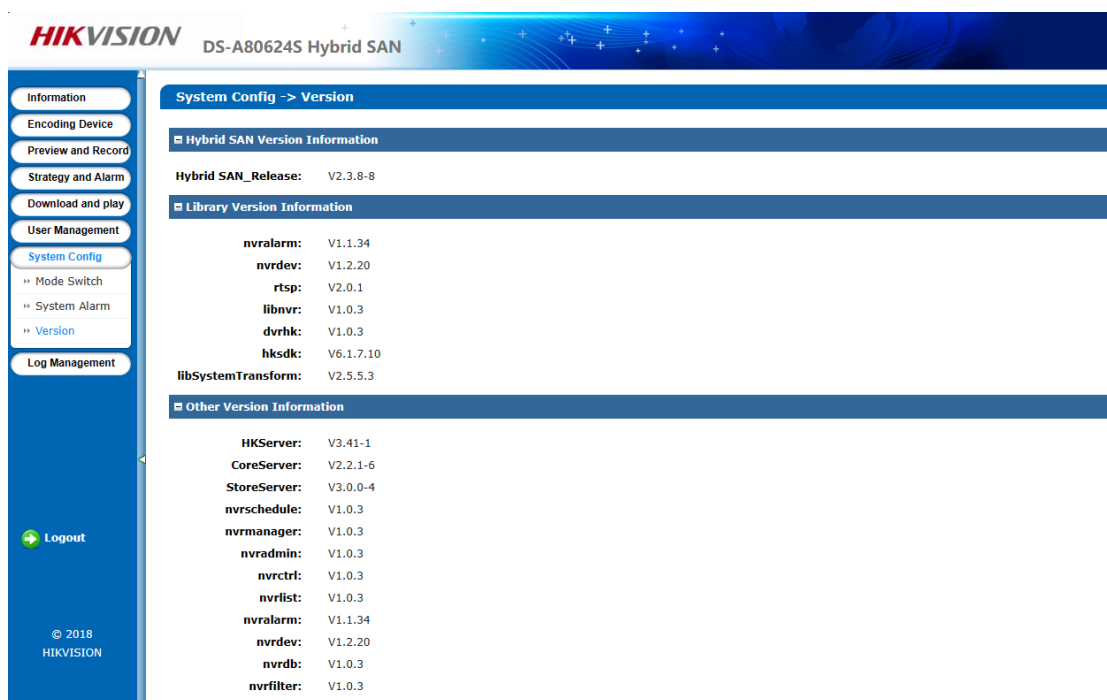 HIKVISION DS-A80624S Hybrid SAN
Information
Encoding Device
Preview and Record
Strategy and Alarm
Download and play
User Management
System Config
Mode Switch
System Alarm
Version
Log Management
Logout
© 2018
HIKVISION
System Config -> Version
Hybrid SAN Version Information
Hybrid SAN_Release: V2.3.8-8
Library Version Information
nvralarm: V1.1.34
nvrdev: V1.2.20
rtsp: V2.0.1
libnvr: V1.0.3
dvrhk: V1.0.3
hksdk: V6.1.7.10
libSystemTransform: V2.5.5.3
Other Version Information
HKServer: V3.41-1
CoreServer: V2.2.1-6
StoreServer: V3.0.0-4
nvrschedule: V1.0.3
nvrmanager: V1.0.3
nvradmin: V1.0.3
nvrctrl: V1.0.3
nvrlist: V1.0.3
nvralarm: V1.1.34
nvrdev: V1.2.20
nvrdb: V1.0.3
nvrfilter: V1.0.3